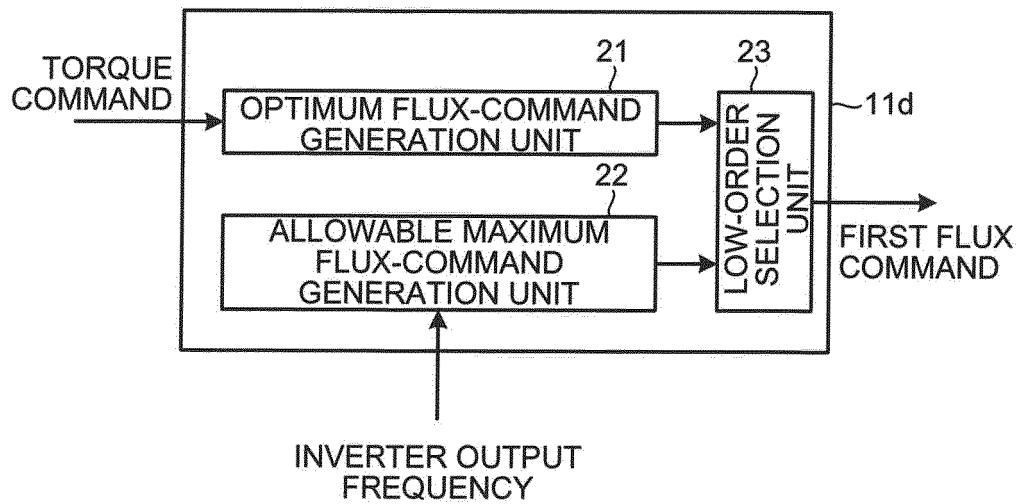 TORQUE
COMMAND
21
OPTIMUM FLUX-COMMAND
GENERATION UNIT
22
ALLOWABLE MAXIMUM
FLUX-COMMAND
GENERATION UNIT
23
LOW-ORDER
SELECTION
UNIT
11d
FIRST FLUX
COMMAND
INVERTER OUTPUT
FREQUENCY